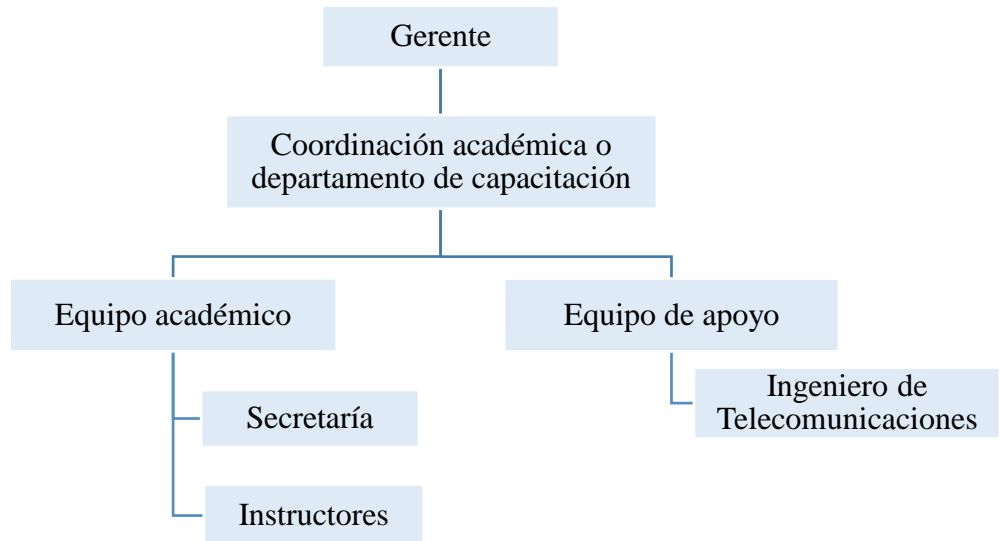 Gerente
Coordinación académica o
departamento de capacitación
Equipo académico
Equipo de apoyo
Secretaría
Instructores
Ingeniero de
Telecomunicaciones